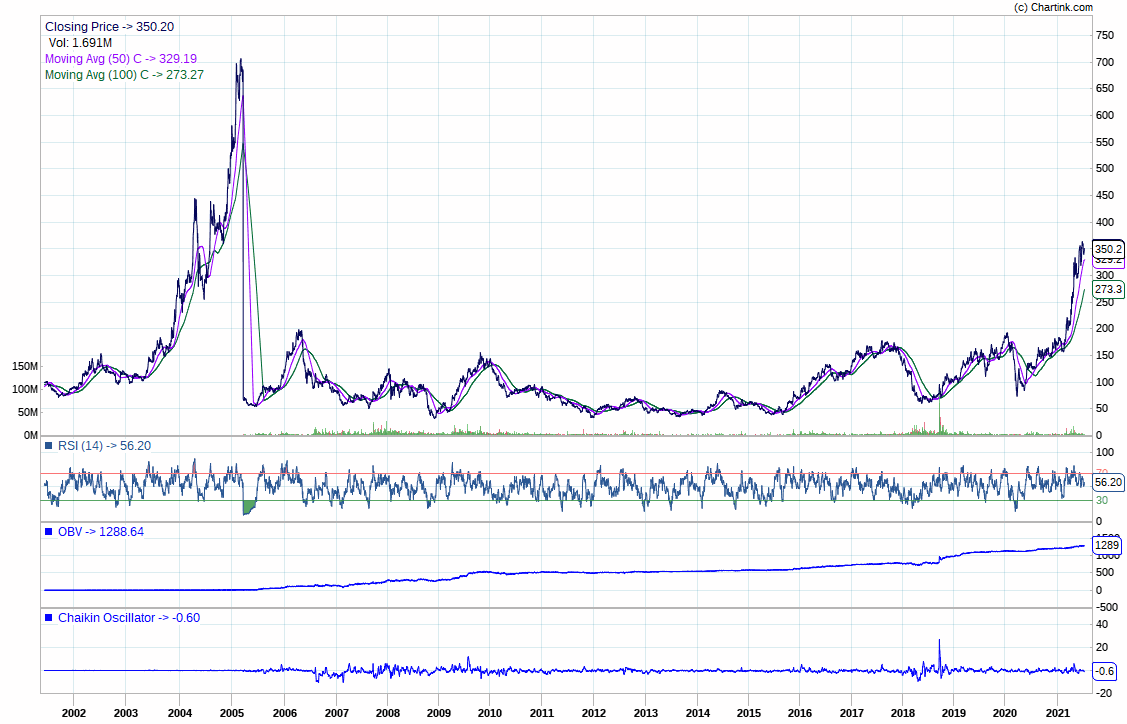 (c) Chartink.com
Closing Price -> 350.20
Vol: 1.691M
Moving Avg (50) C -> 329.19
Moving Avg (100) C -> 273.27
750
700
650
600
550
500
450
400
350.2
329.2
300
273.3
250
200
150
100
50
0
150M
100M
50M
0M
RSI (14) -> 56.20
100
70
56.20
30
0
OBV -> 1288.64
1500
1289
1000
500
0
-500
Chaikin Oscillator -> -0.60
40
20
-0.6
-20
2002 2003 2004 2005 2006 2007 2008 2009 2010 2011 2012 2013 2014 2015 2016 2017 2018 2019 2020 2021